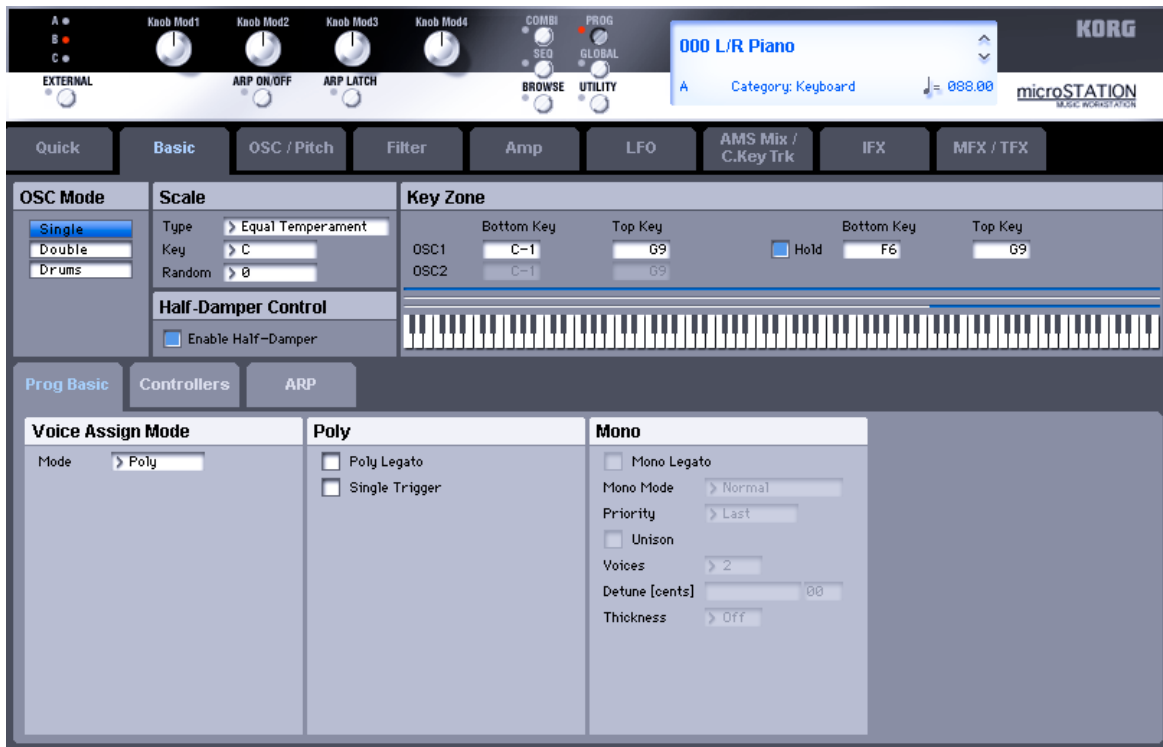 A
B
C
Knob Mod1 Knob Mod2 Knob Mod3 Knob Mod4
COMBI PROG
SEQ GLOBAL
EXTERNAL ARP ON/OFF ARP LATCH BROWSE UTILITY
000 L/R Piano
A Category: Keyboard ♩= 088.00
KORG
microSTATION
MUSIC WORKSTATION
Quick Basic OSC / Pitch Filter Amp LFO AMS Mix / C.Key Trk IFX MFX / TFX
OSC Mode
Single
Double
Drums
Scale
Type > Equal Temperament
Key > C
Random > 0
Half-Damper Control
Enable Half-Damper
Key Zone
Bottom Key Top Key Bottom Key Top Key
OSC1 C-1 G9 Hold F6 G9
OSC2 C-1 G9
Prog Basic Controllers ARP
Voice Assign Mode
Mode > Poly
Poly
Poly Legato
Single Trigger
Mono
Mono Legato
Mono Mode > Normal
Priority > Last
Unison
Voices > 2
Detune [cents] 00
Thickness > Off